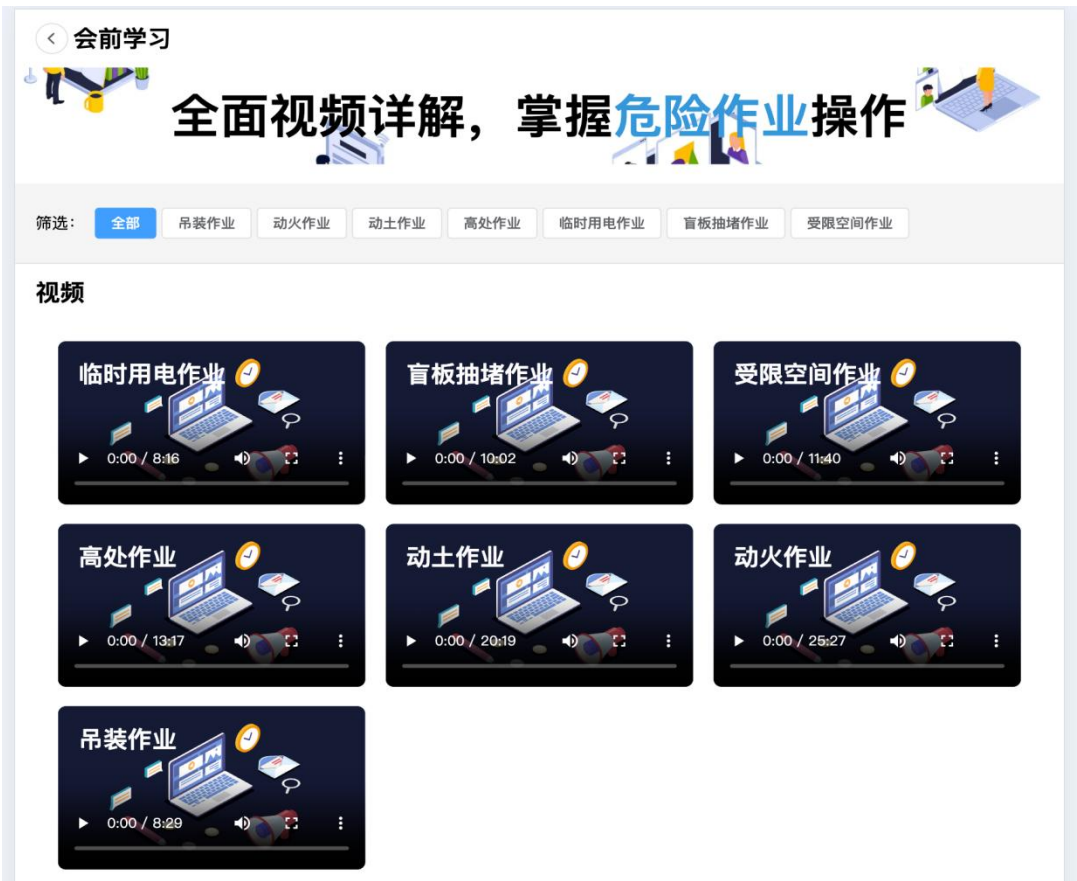 会前学习
全面视频详解，掌握危险作业操作
筛选： 全部 吊装作业 动火作业 动土作业 高处作业 临时用电作业 盲板抽堵作业 受限空间作业
视频
临时用电作业 盲板抽堵作业 受限空间作业
0:00 / 8:16 0:00 / 10:02 0:00 / 11:40
高处作业 动土作业 动火作业
0:00 / 13:17 0:00 / 20:19 0:00 / 25:27
吊装作业
0:00 / 8:29